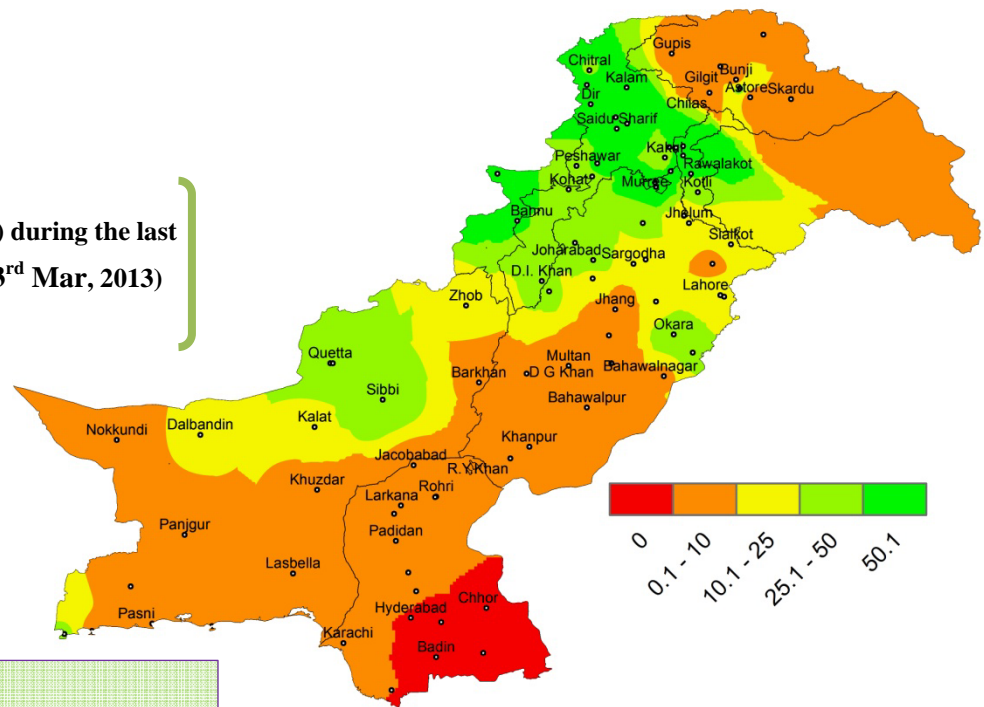 ) during the last
3rd Mar, 2013)
Gupis
Chitral
Kalam
Gilgit
Bunji
Dir
Astore
Skardu
Chilas
Saidu Sharif
Peshawar
Rawalakot
Kohat
Murree
Kotli
Bannu
Jhelum
Sialkot
Joharabad
Sargodha
D.I. Khan
Zhob
Lahore
Jhang
Okara
Quetta
Multan
Barkhan
D G Khan
Bahawalnagar
Sibbi
Bahawalpur
Kalat
Nokkundi
Dalbandin
Khanpur
Jacobabad
R.Y.Khan
Khuzdar
Rohri
Larkana
Panjgur
Padidan
Lasbella
Chhor
Hyderabad
Pasni
Karachi
Badin
0
0.1 - 10
10.1 - 25
25.1 - 50
50.1